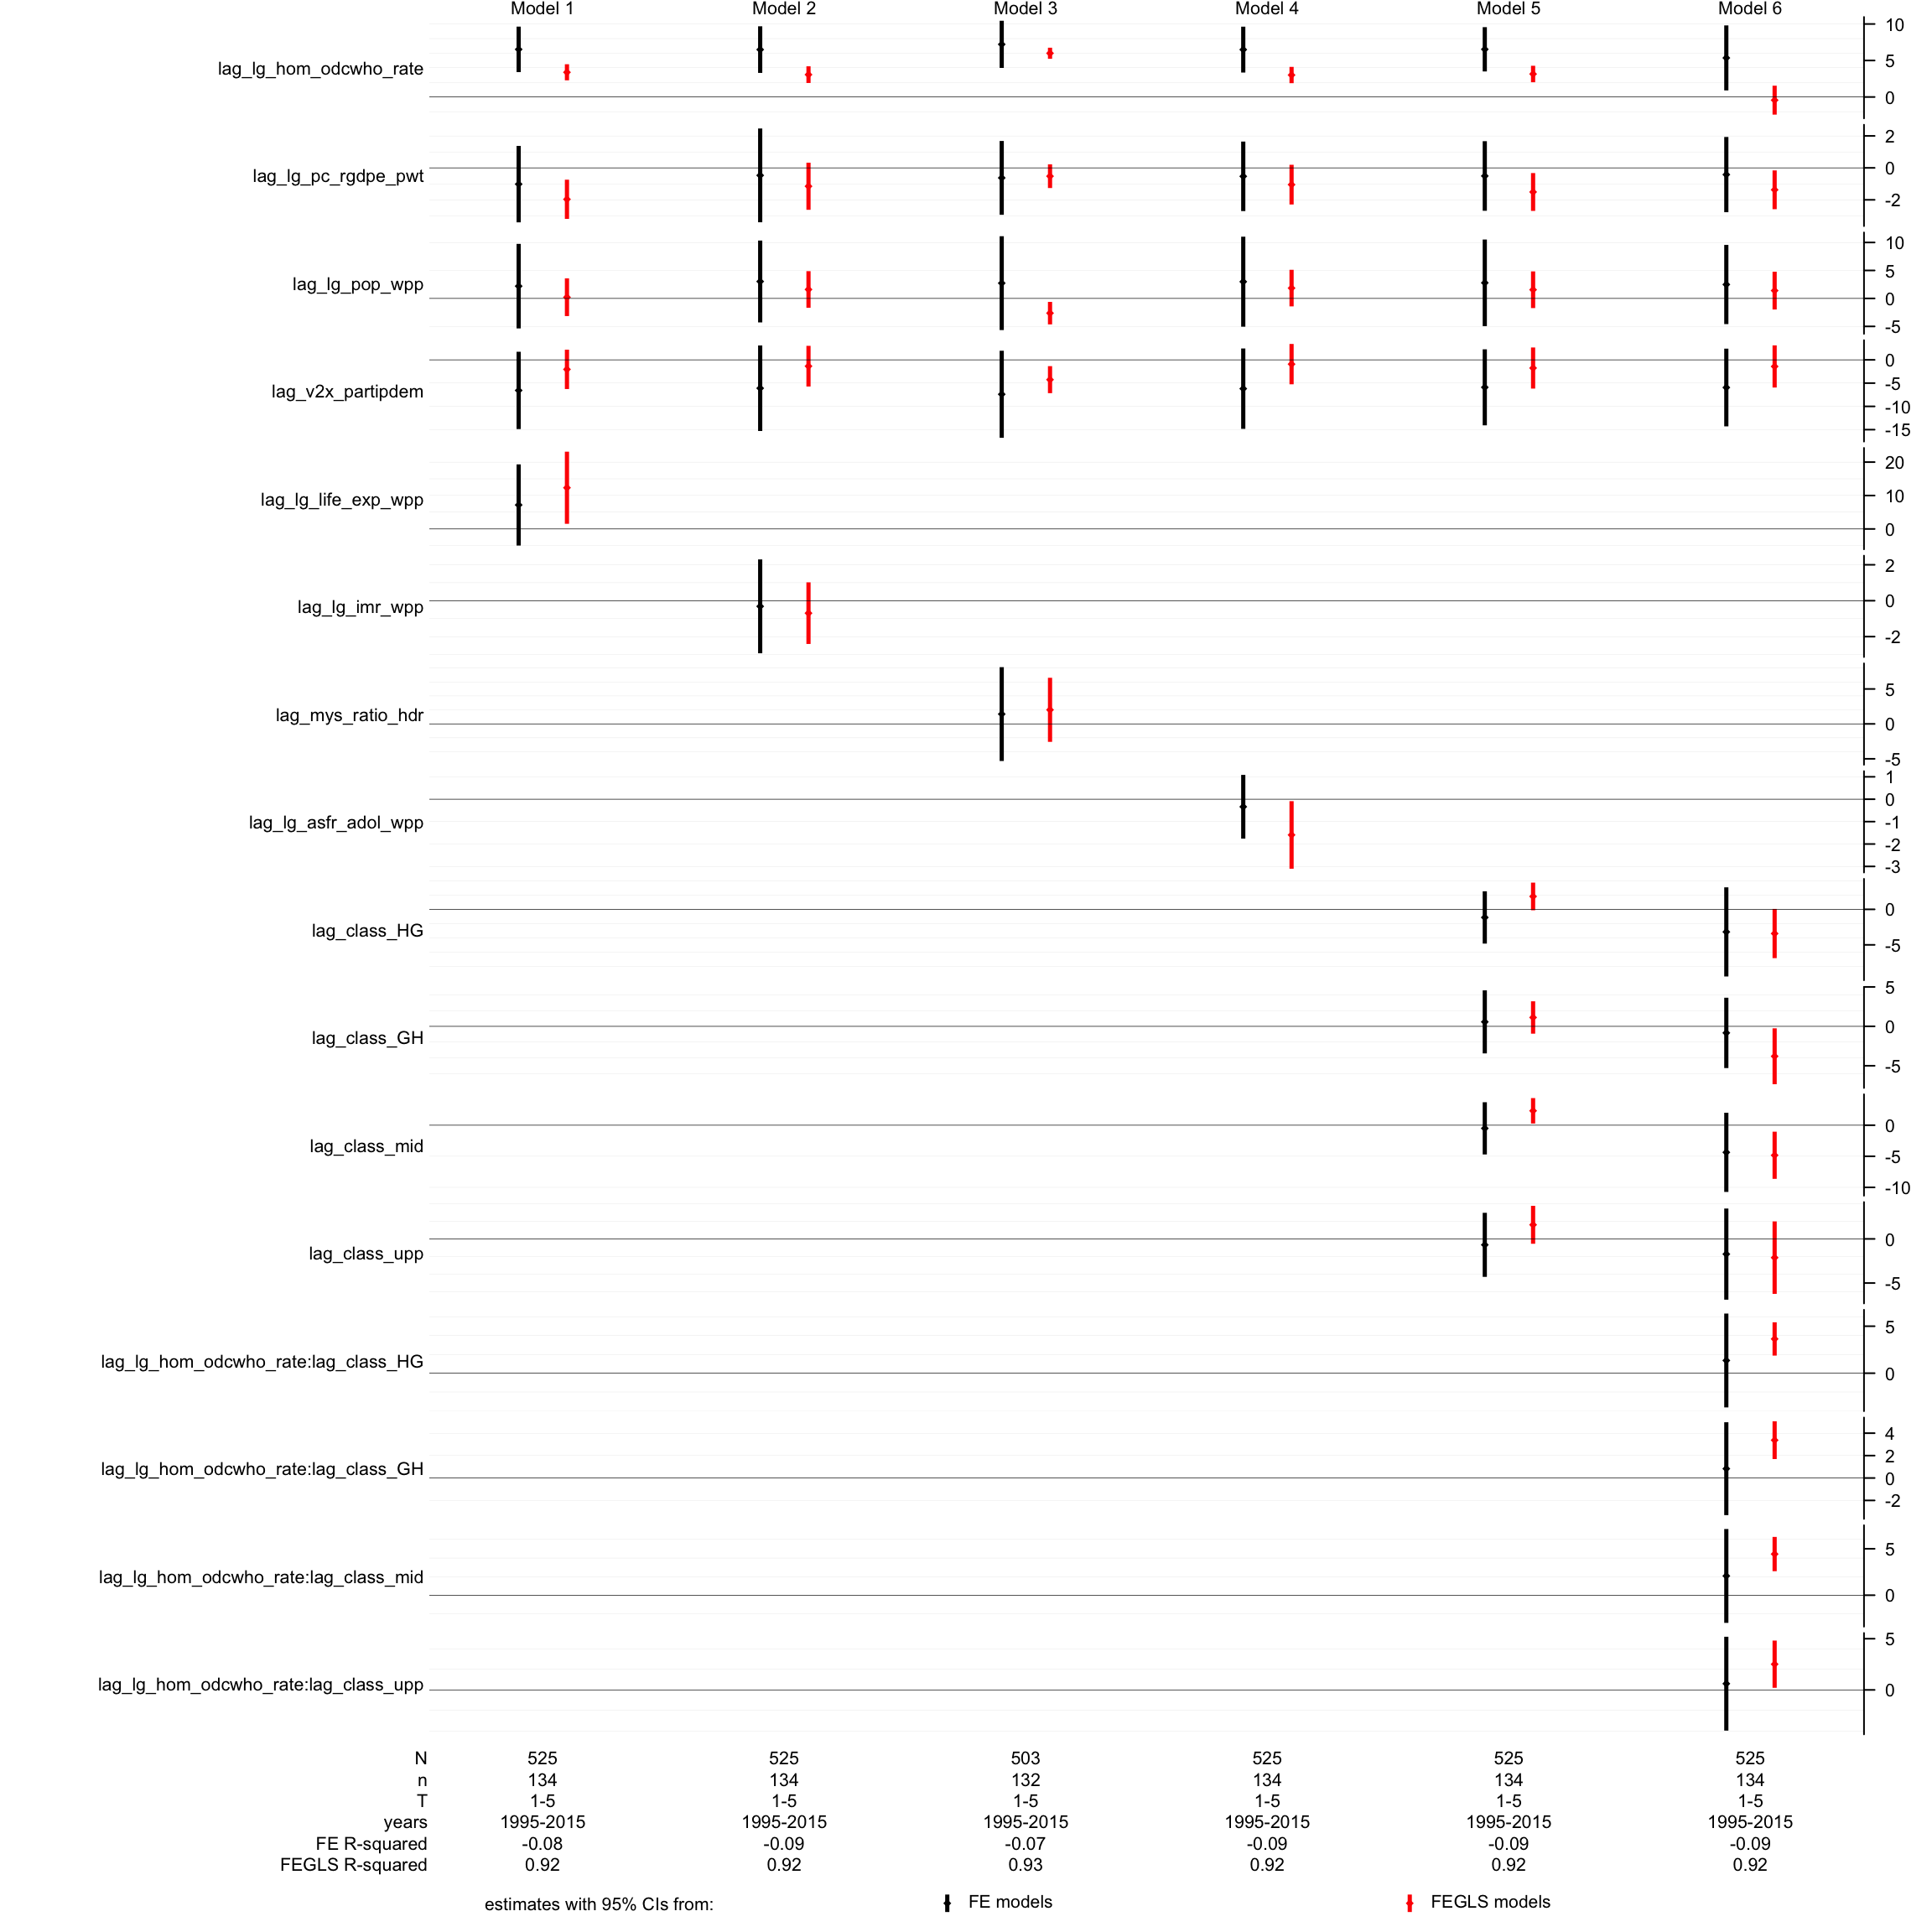 Model 1 Model 2 Model 3 Model 4 Model 5 Model 6
lag_lg_hom_odcwho_rate
10
5
0
lag_lg_pc_rgdpe_pwt
2
0
-2
lag_lg_pop_wpp
10
5
0
-5
lag_v2x_partipdem
0
-5
-10
-15
lag_lg_life_exp_wpp
20
10
0
lag_lg_imr_wpp
2
0
-2
lag_mys_ratio_hdr
5
0
-5
lag_lg_asfr_adol_wpp
1
0
-1
-2
-3
lag_class_HG
0
-5
lag_class_GH
5
0
-5
lag_class_mid
0
-5
-10
lag_class_upp
0
-5
lag_lg_hom_odcwho_rate:lag_class_HG
5
0
lag_lg_hom_odcwho_rate:lag_class_GH
4
2
0
-2
lag_lg_hom_odcwho_rate:lag_class_mid
5
0
lag_lg_hom_odcwho_rate:lag_class_upp
5
0
N 525 525 503 525 525 525
n 134 134 132 134 134 134
T 1-5 1-5 1-5 1-5 1-5 1-5
years 1995-2015 1995-2015 1995-2015 1995-2015 1995-2015 1995-2015
FE R-squared -0.08 -0.09 -0.07 -0.09 -0.09 -0.09
FEGLS R-squared 0.92 0.92 0.93 0.92 0.92 0.92
estimates with 95% CIs from: FE models FEGLS models